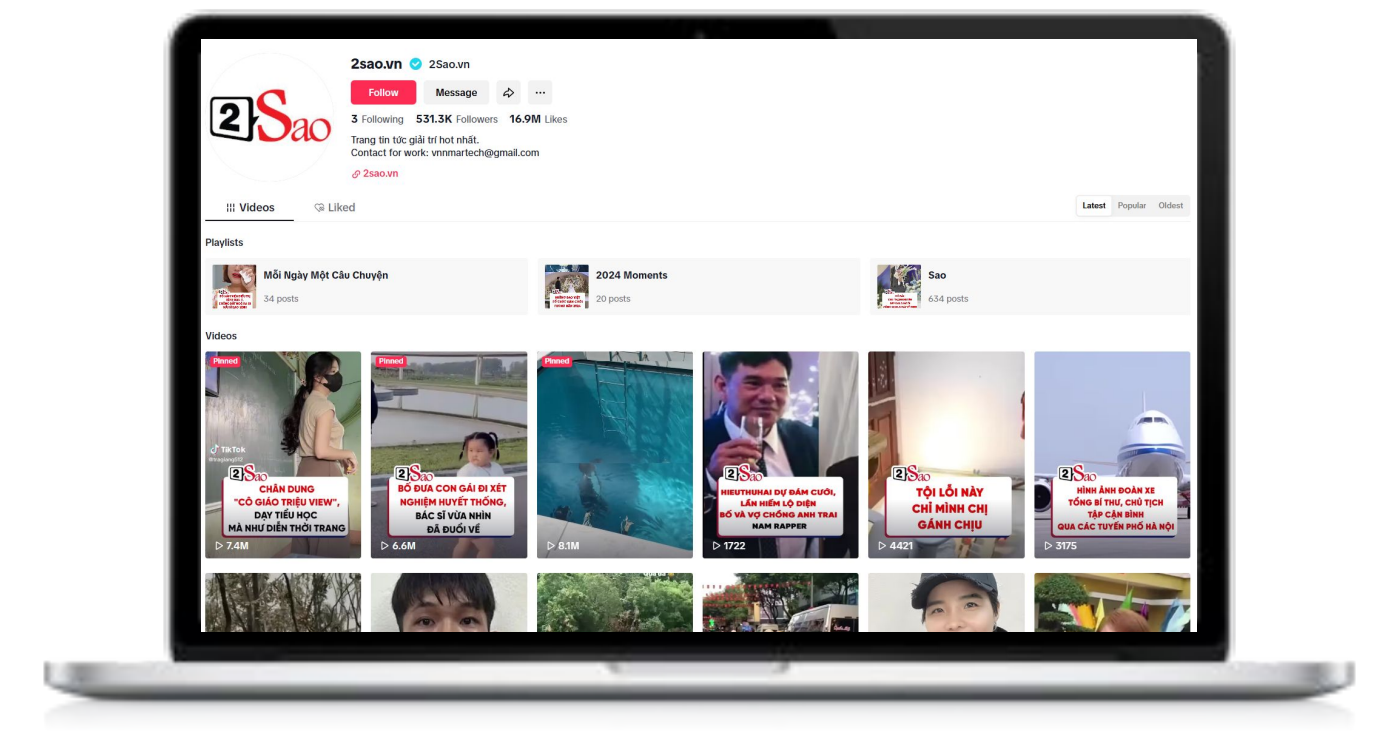 2Sao
2sao.vn 2Sao.vn
Follow Message ...
3 Following 531.3K Followers 16.9M Likes
Trang tin tức giải trí hot nhất.
Contact for work: vnnmartech@gmail.com
2sao.vn
Videos Liked
Latest Popular Oldest
Playlists
Mỗi Ngày Một Câu Chuyện
34 posts
2024 Moments
20 posts
Sao
634 posts
Videos
Pinned
TikTok
2Sao
CHÂN DUNG
"CÔ GIÁO TRIỆU VIEW",
DẠY TIỂU HỌC
MÀ NHƯ DIỄN THỜI TRANG
7.4M
Pinned
2Sao
BỐ ĐƯA CON GÁI ĐI XÉT
NGHIỆM HUYẾT THỐNG,
BÁC SĨ VỪA NHÌN
ĐÃ ĐUỔI VỀ
6.6M
Pinned
8.1M
2Sao
HIEUTHUHAI DỰ ĐÁM CƯỚI,
LẦN HIẾM LỘ DIỆN
BỐ VÀ VỢ CHỒNG ANH TRAI
NAM RAPPER
1722
2Sao
TỘI LỖI NÀY
CHỈ MÌNH CHỊ
GÁNH CHỊU
4421
2Sao
HÌNH ẢNH ĐOÀN XE
TỔNG BÍ THƯ, CHỦ TỊCH
TẬP CẬN BÌNH
QUA CÁC TUYẾN PHỐ HÀ NỘI
3175